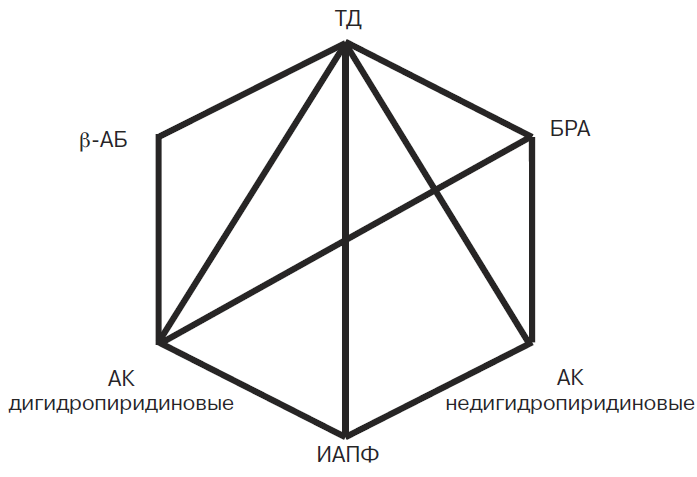 ТД
β-АБ
БРА
АК
дигидропиридиновые
АК
недигидропиридиновые
ИАПФ